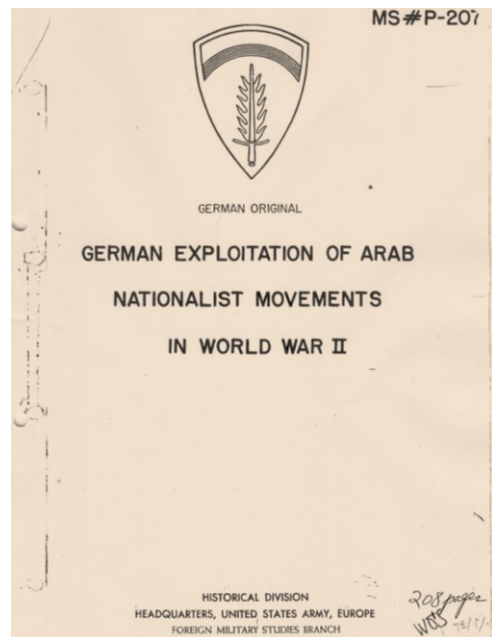 MS#P-207
GERMAN ORIGINAL
GERMAN EXPLOITATION OF ARAB
NATIONALIST MOVEMENTS
IN WORLD WAR II
HISTORICAL DIVISION
HEADQUARTERS, UNITED STATES ARMY, EUROPE
FOREIGN MILITARY STUDIES BRANCH
208 pages